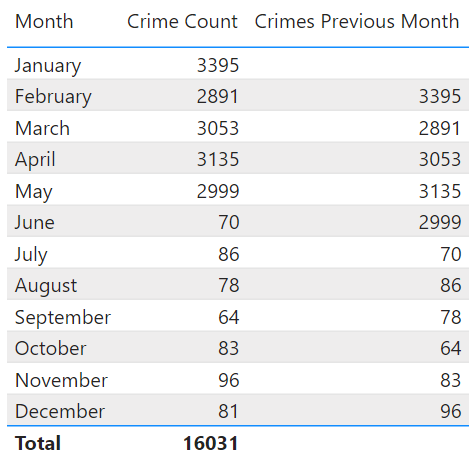 Month Crime Count Crimes Previous Month
January 3395
February 2891 3395
March 3053 2891
April 3135 3053
May 2999 3135
June 70 2999
July 86 70
August 78 86
September 64 78
October 83 64
November 96 83
December 81 96
Total 16031